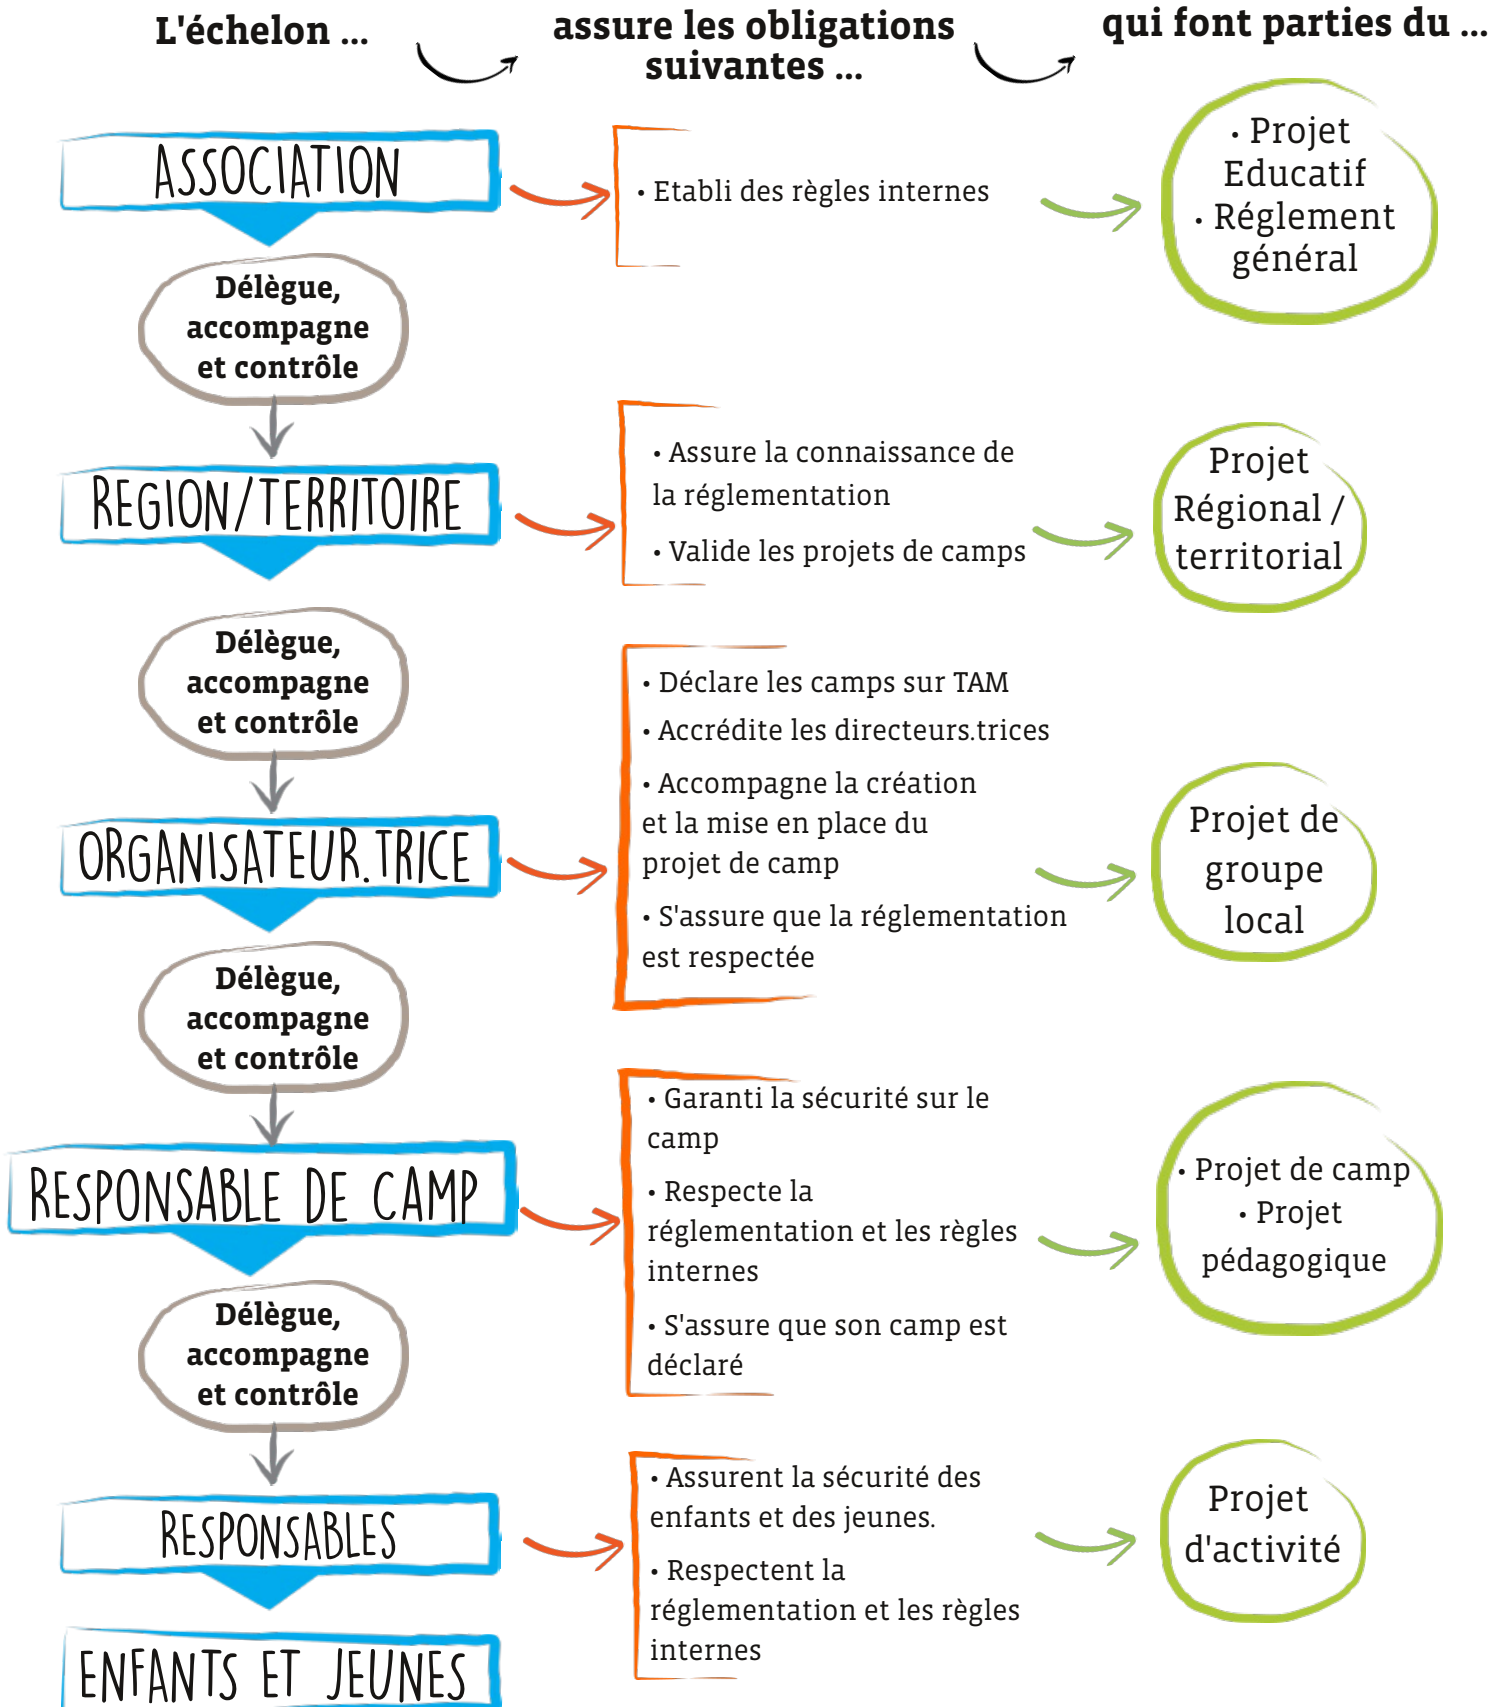 L'échelon ...
assure les obligations
suivantes ...
qui font parties du ...
ASSOCIATION
• Etabli des règles internes
• Projet
Educatif
• Réglement
général
Délègue,
accompagne
et contrôle
REGION/TERRITOIRE
• Assure la connaissance de
la réglementation
• Valide les projets de camps
Projet
Régional /
territorial
Délègue,
accompagne
et contrôle
ORGANISATEUR.TRICE
• Déclare les camps sur TAM
• Accrédite les directeurs.trices
• Accompagne la création
et la mise en place du
projet de camp
• S'assure que la réglementation
est respectée
Projet de
groupe
local
Délègue,
accompagne
et contrôle
RESPONSABLE DE CAMP
• Garanti la sécurité sur le
camp
• Respecte la
réglementation et les règles
internes
• S'assure que son camp est
déclaré
• Projet de camp
• Projet
pédagogique
Délègue,
accompagne
et contrôle
RESPONSABLES
• Assurent la sécurité des
enfants et des jeunes.
• Respectent la
réglementation et les règles
internes
Projet
d'activité
ENFANTS ET JEUNES